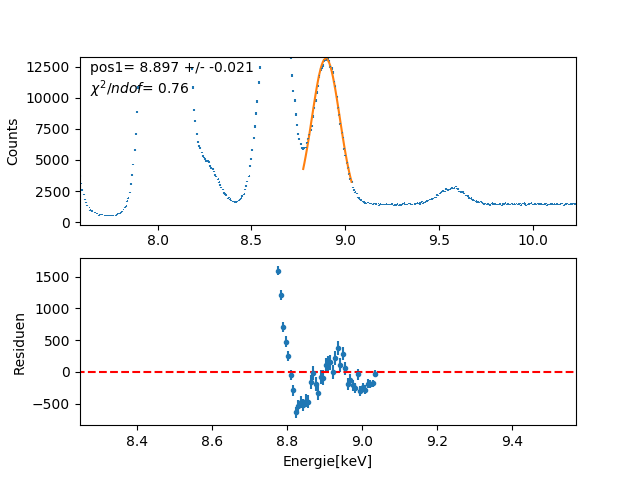 12500
10000
7500
5000
2500
0
Counts
pos1= 8.897 +/- -0.021
χ²/ndof= 0.76
8.0 8.5 9.0 9.5 10.0
1500
1000
500
0
−500
Residuen
8.4 8.6 8.8 9.0 9.2 9.4
Energie[keV]